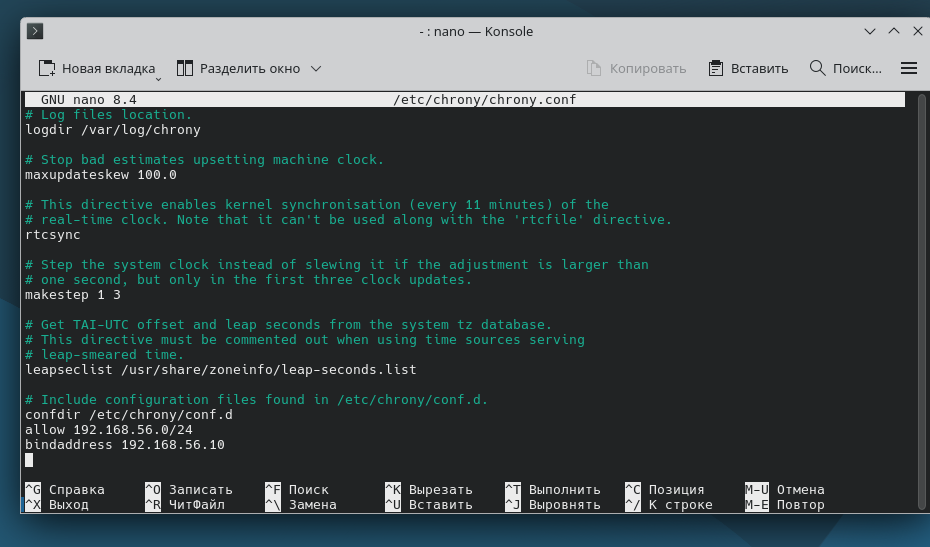 - : nano — Konsole
Новая вкладка Разделить окно Копировать Вставить Поиск...
GNU nano 8.4 /etc/chrony/chrony.conf
# Log files location.
logdir /var/log/chrony
# Stop bad estimates upsetting machine clock.
maxupdateskew 100.0
# This directive enables kernel synchronisation (every 11 minutes) of the
# real-time clock. Note that it can't be used along with the 'rtcfile' directive.
rtcsync
# Step the system clock instead of slewing it if the adjustment is larger than
# one second, but only in the first three clock updates.
makestep 1 3
# Get TAI-UTC offset and leap seconds from the system tz database.
# This directive must be commented out when using time sources serving
# leap-smeared time.
leapseclist /usr/share/zoneinfo/leap-seconds.list
# Include configuration files found in /etc/chrony/conf.d.
confdir /etc/chrony/conf.d
allow 192.168.56.0/24
bindaddress 192.168.56.10
^G Справка ^O Записать ^F Поиск ^K Вырезать ^T Выполнить ^C Позиция M-U Отмена
^X Выход ^R ЧитФайл ^\ Замена ^U Вставить ^J Выровнять ^/ К строке M-E Повтор